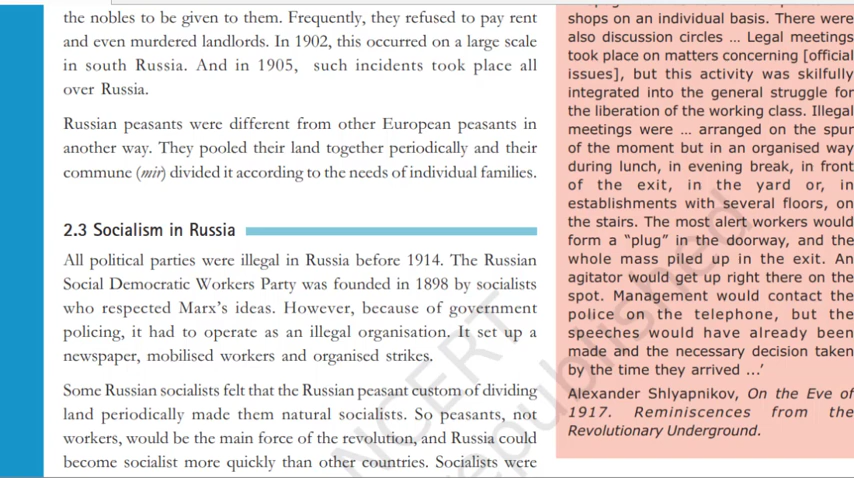 the nobles to be given to them. Frequently, they refused to pay rent
and even murdered landlords. In 1902, this occurred on a large scale
in south Russia. And in 1905, such incidents took place all
over Russia.
Russian peasants were different from other European peasants in
another way. They pooled their land together periodically and their
commune (mir) divided it according to the needs of individual families.
2.3 Socialism in Russia
All political parties were illegal in Russia before 1914. The Russian
Social Democratic Workers Party was founded in 1898 by socialists
who respected Marx's ideas. However, because of government
policing, it had to operate as an illegal organisation. It set up a
newspaper, mobilised workers and organised strikes.
Some Russian socialists felt that the Russian peasant custom of dividing
land periodically made them natural socialists. So peasants, not
workers, would be the main force of the revolution, and Russia could
become socialist more quickly than other countries. Socialists were
shops on an individual basis. There were
also discussion circles … Legal meetings
took place on matters concerning [official
issues], but this activity was skilfully
integrated into the general struggle for
the liberation of the working class. Illegal
meetings were … arranged on the spur
of the moment but in an organised way
during lunch, in evening break, in front
of the exit, in the yard or, in
establishments with several floors, on
the stairs. The most alert workers would
form a "plug" in the doorway, and the
whole mass piled up in the exit. An
agitator would get up right there on the
spot. Management would contact the
police on the telephone, but the
speeches would have already been
made and the necessary decision taken
by the time they arrived …'
Alexander Shlyapnikov, On the Eve of
1917. Reminiscences from the
Revolutionary Underground.
NCERT
republished